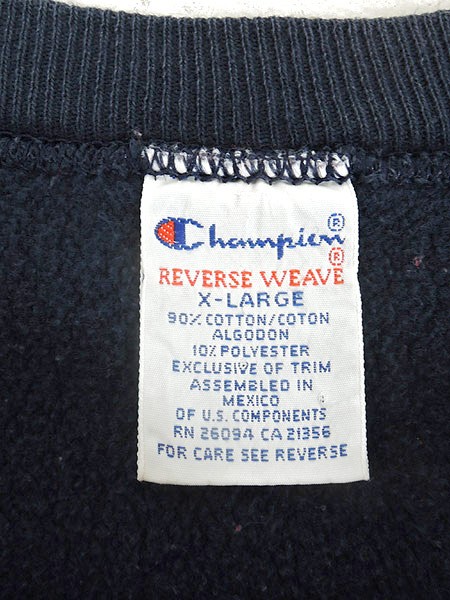 Champion®
®
REVERSE WEAVE
X-LARGE
90% COTTON/COTON
ALGODON
10% POLYESTER
EXCLUSIVE OF TRIM
ASSEMBLED IN
MEXICO
OF U.S. COMPONENTS
RN 26094 CA 21356
FOR CARE SEE REVERSE